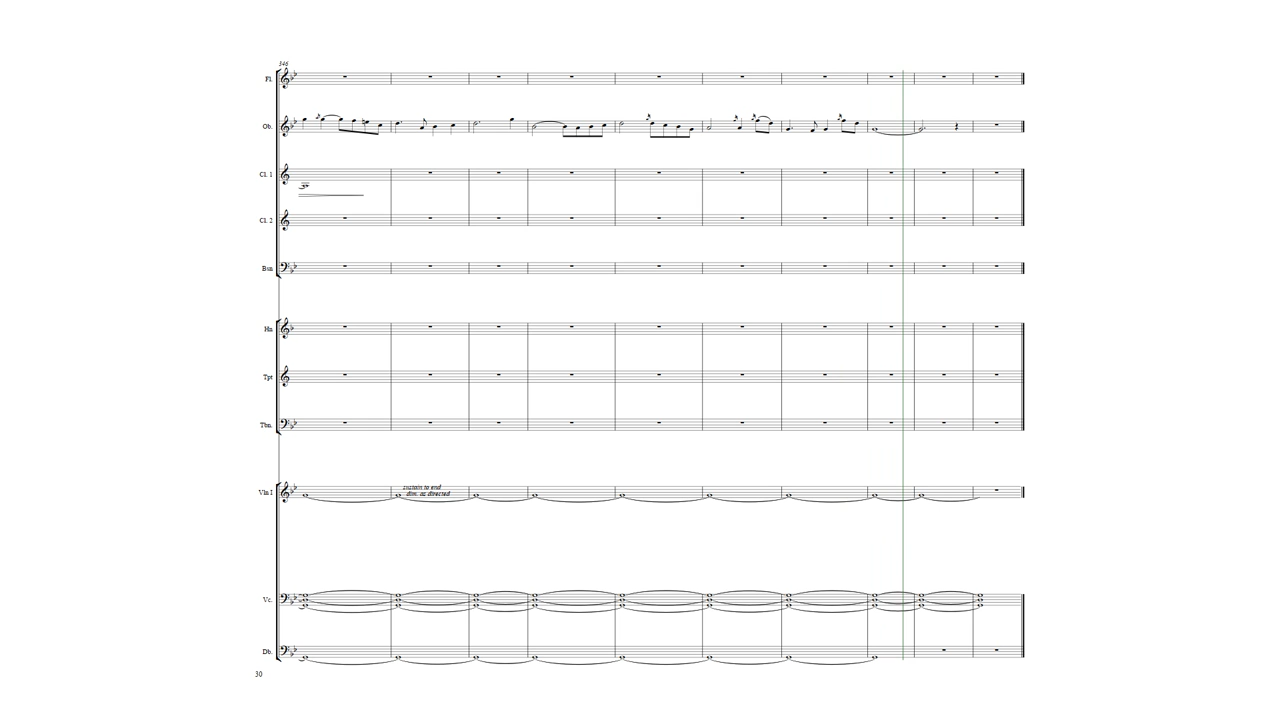 346
Fl.
Ob.
Cl. 1
Cl. 2
Bsn
Hn
Tpt
Tbn.
Vln I
sustain to end
dim. as directed
Vc.
Db.
30